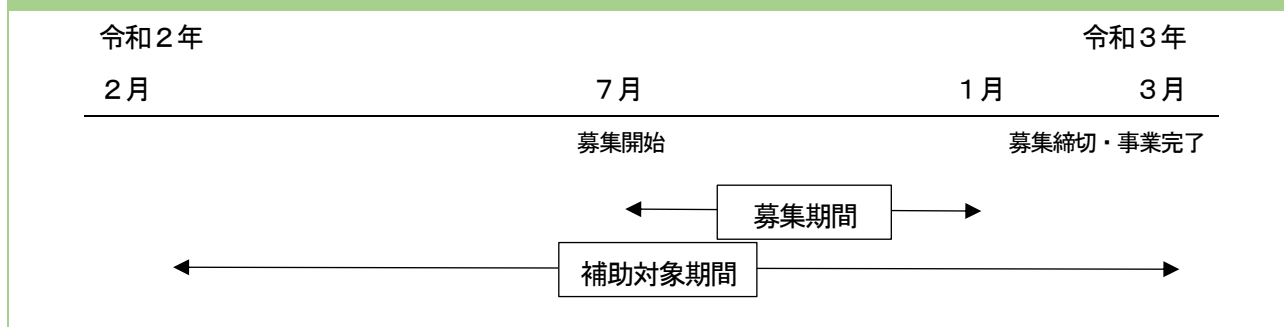 令和２年 令和３年
２月 ７月 １月 ３月
募集開始 募集締切・事業完了
募集期間
補助対象期間